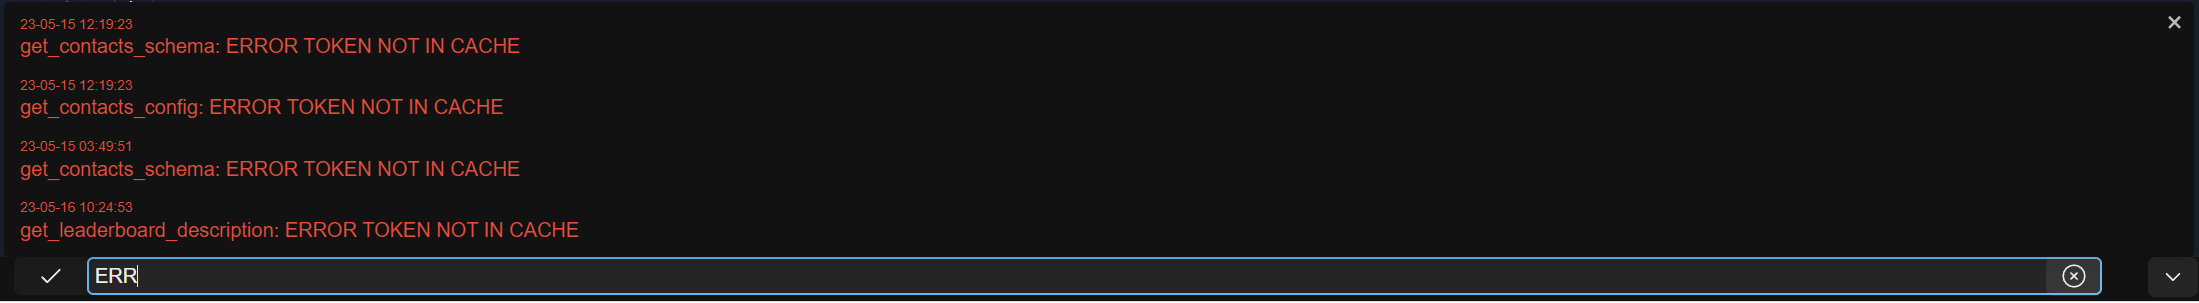 23-05-15 12:19:23
get_contacts_schema: ERROR TOKEN NOT IN CACHE
23-05-15 12:19:23
get_contacts_config: ERROR TOKEN NOT IN CACHE
23-05-15 03:49:51
get_contacts_schema: ERROR TOKEN NOT IN CACHE
23-05-16 10:24:53
get_leaderboard_description: ERROR TOKEN NOT IN CACHE
ERR